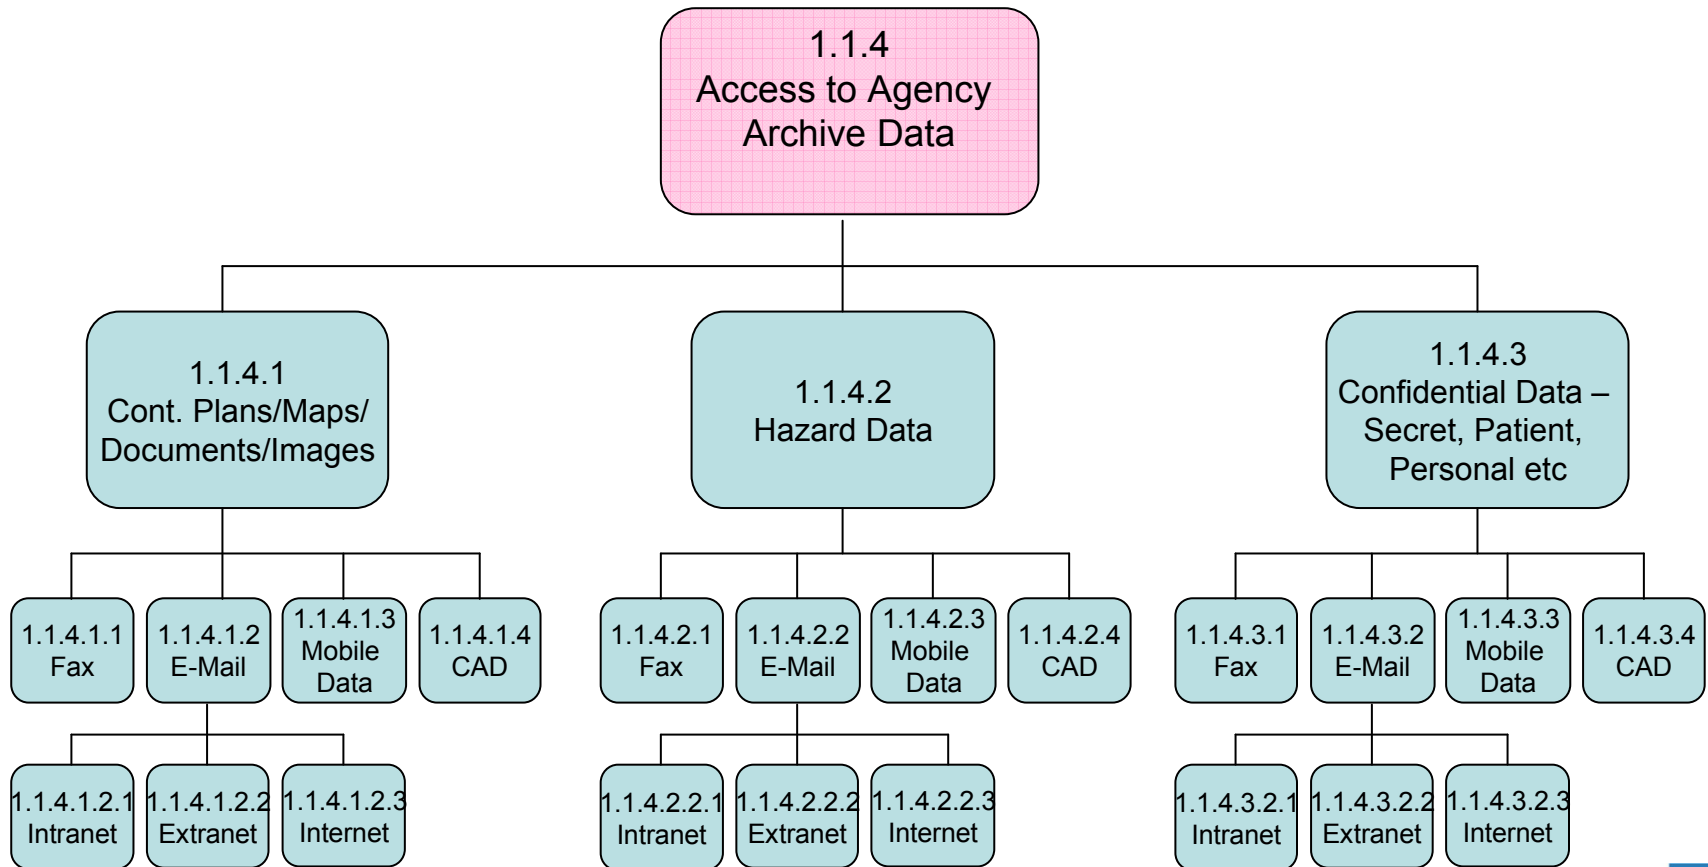 1.1.4
Access to Agency
Archive Data
1.1.4.1
Cont. Plans/Maps/
Documents/Images
1.1.4.2
Hazard Data
1.1.4.3
Confidential Data –
Secret, Patient,
Personal etc
1.1.4.1.1
Fax
1.1.4.1.2
E-Mail
1.1.4.1.3
Mobile
Data
1.1.4.1.4
CAD
1.1.4.2.1
Fax
1.1.4.2.2
E-Mail
1.1.4.2.3
Mobile
Data
1.1.4.2.4
CAD
1.1.4.3.1
Fax
1.1.4.3.2
E-Mail
1.1.4.3.3
Mobile
Data
1.1.4.3.4
CAD
1.1.4.1.2.1
Intranet
1.1.4.1.2.2
Extranet
1.1.4.1.2.3
Internet
1.1.4.2.2.1
Intranet
1.1.4.2.2.2
Extranet
1.1.4.2.2.3
Internet
1.1.4.3.2.1
Intranet
1.1.4.3.2.2
Extranet
1.1.4.3.2.3
Internet